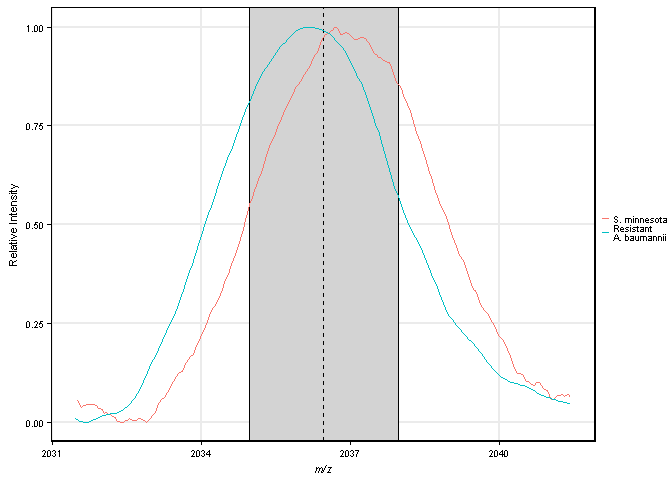 1.00
0.75
0.50
0.25
0.00
Relative Intensity
2031
2034
2037
2040
m/z
S. minnesota
Resistant
A. baumannii